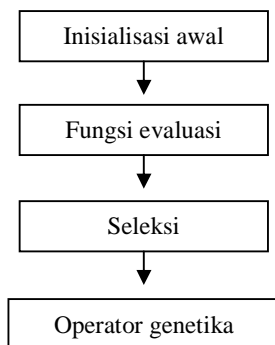 Inisialisasi awal
Fungsi evaluasi
Seleksi
Operator genetika